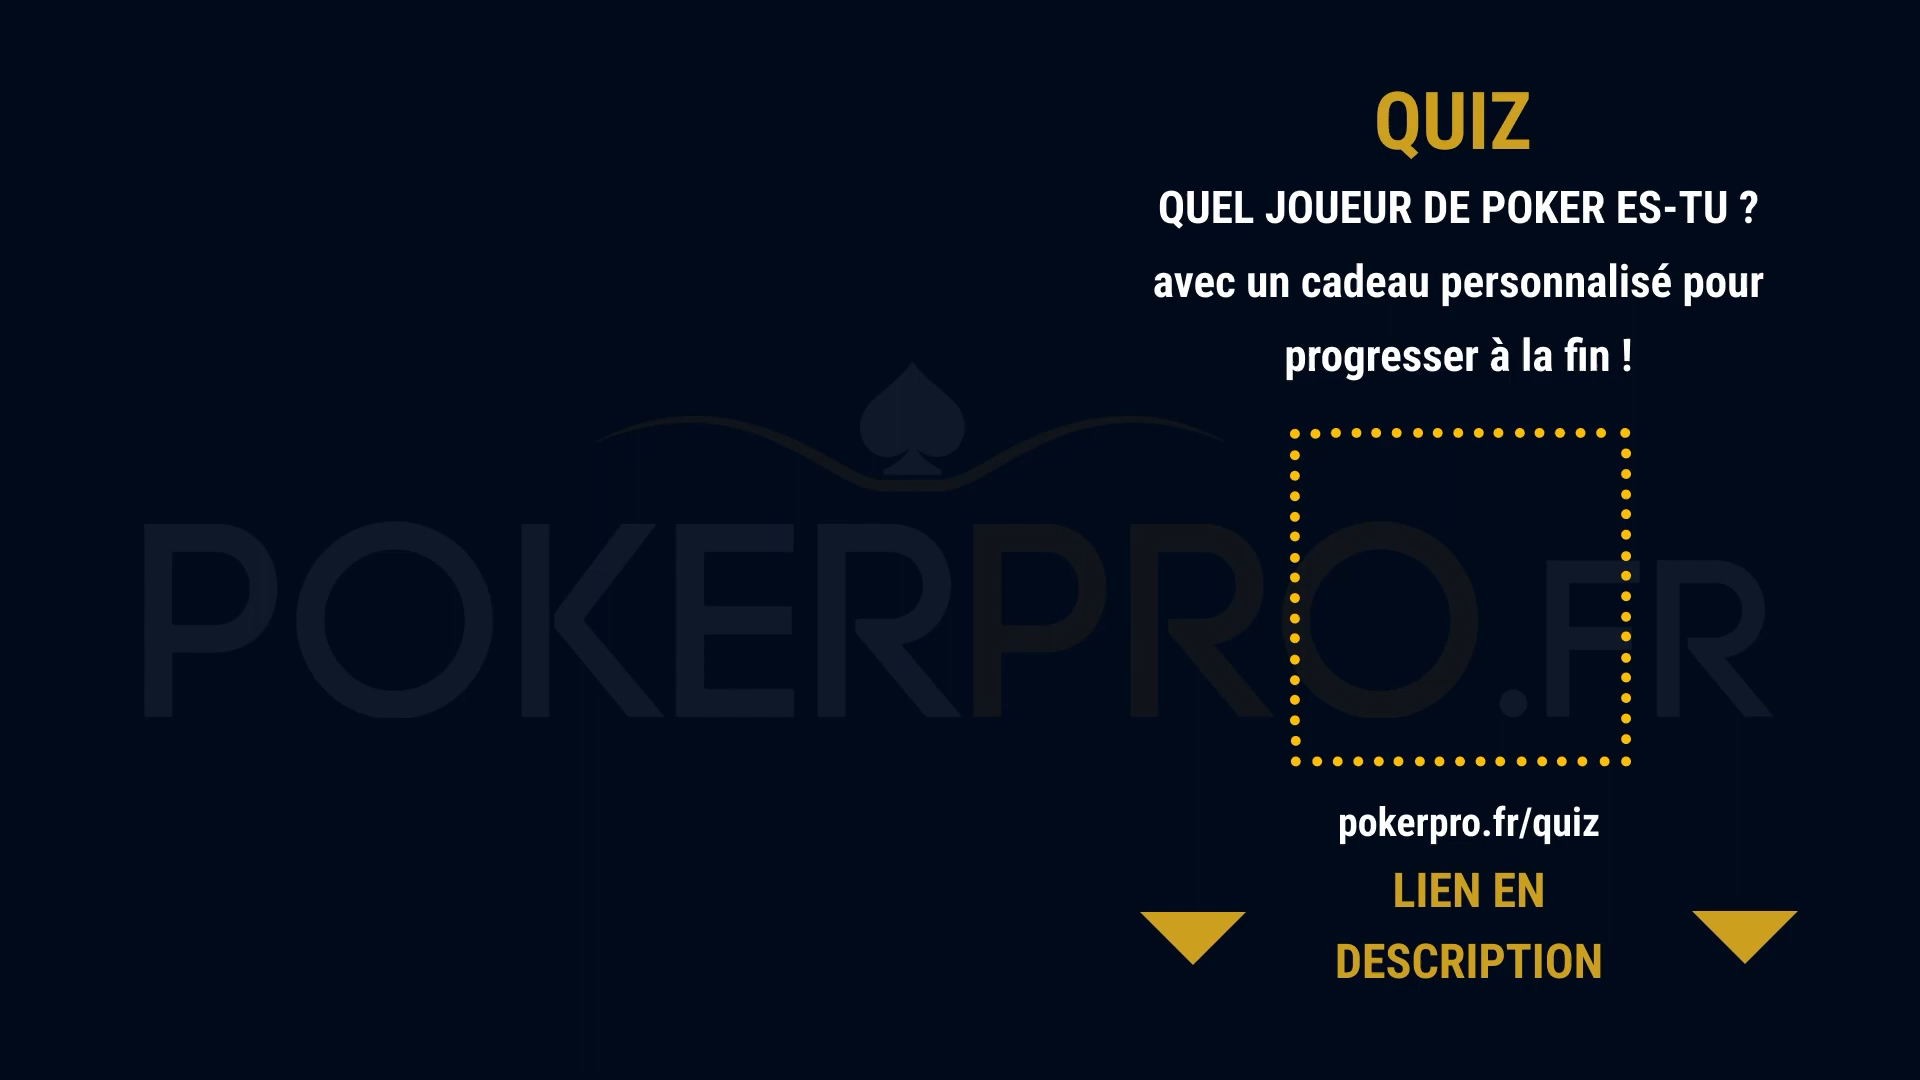 QUIZ
QUEL JOUEUR DE POKER ES-TU ?
avec un cadeau personnalisé pour
progresser à la fin !
POKERPRO.FR
pokerpro.fr/quiz
LIEN EN
DESCRIPTION